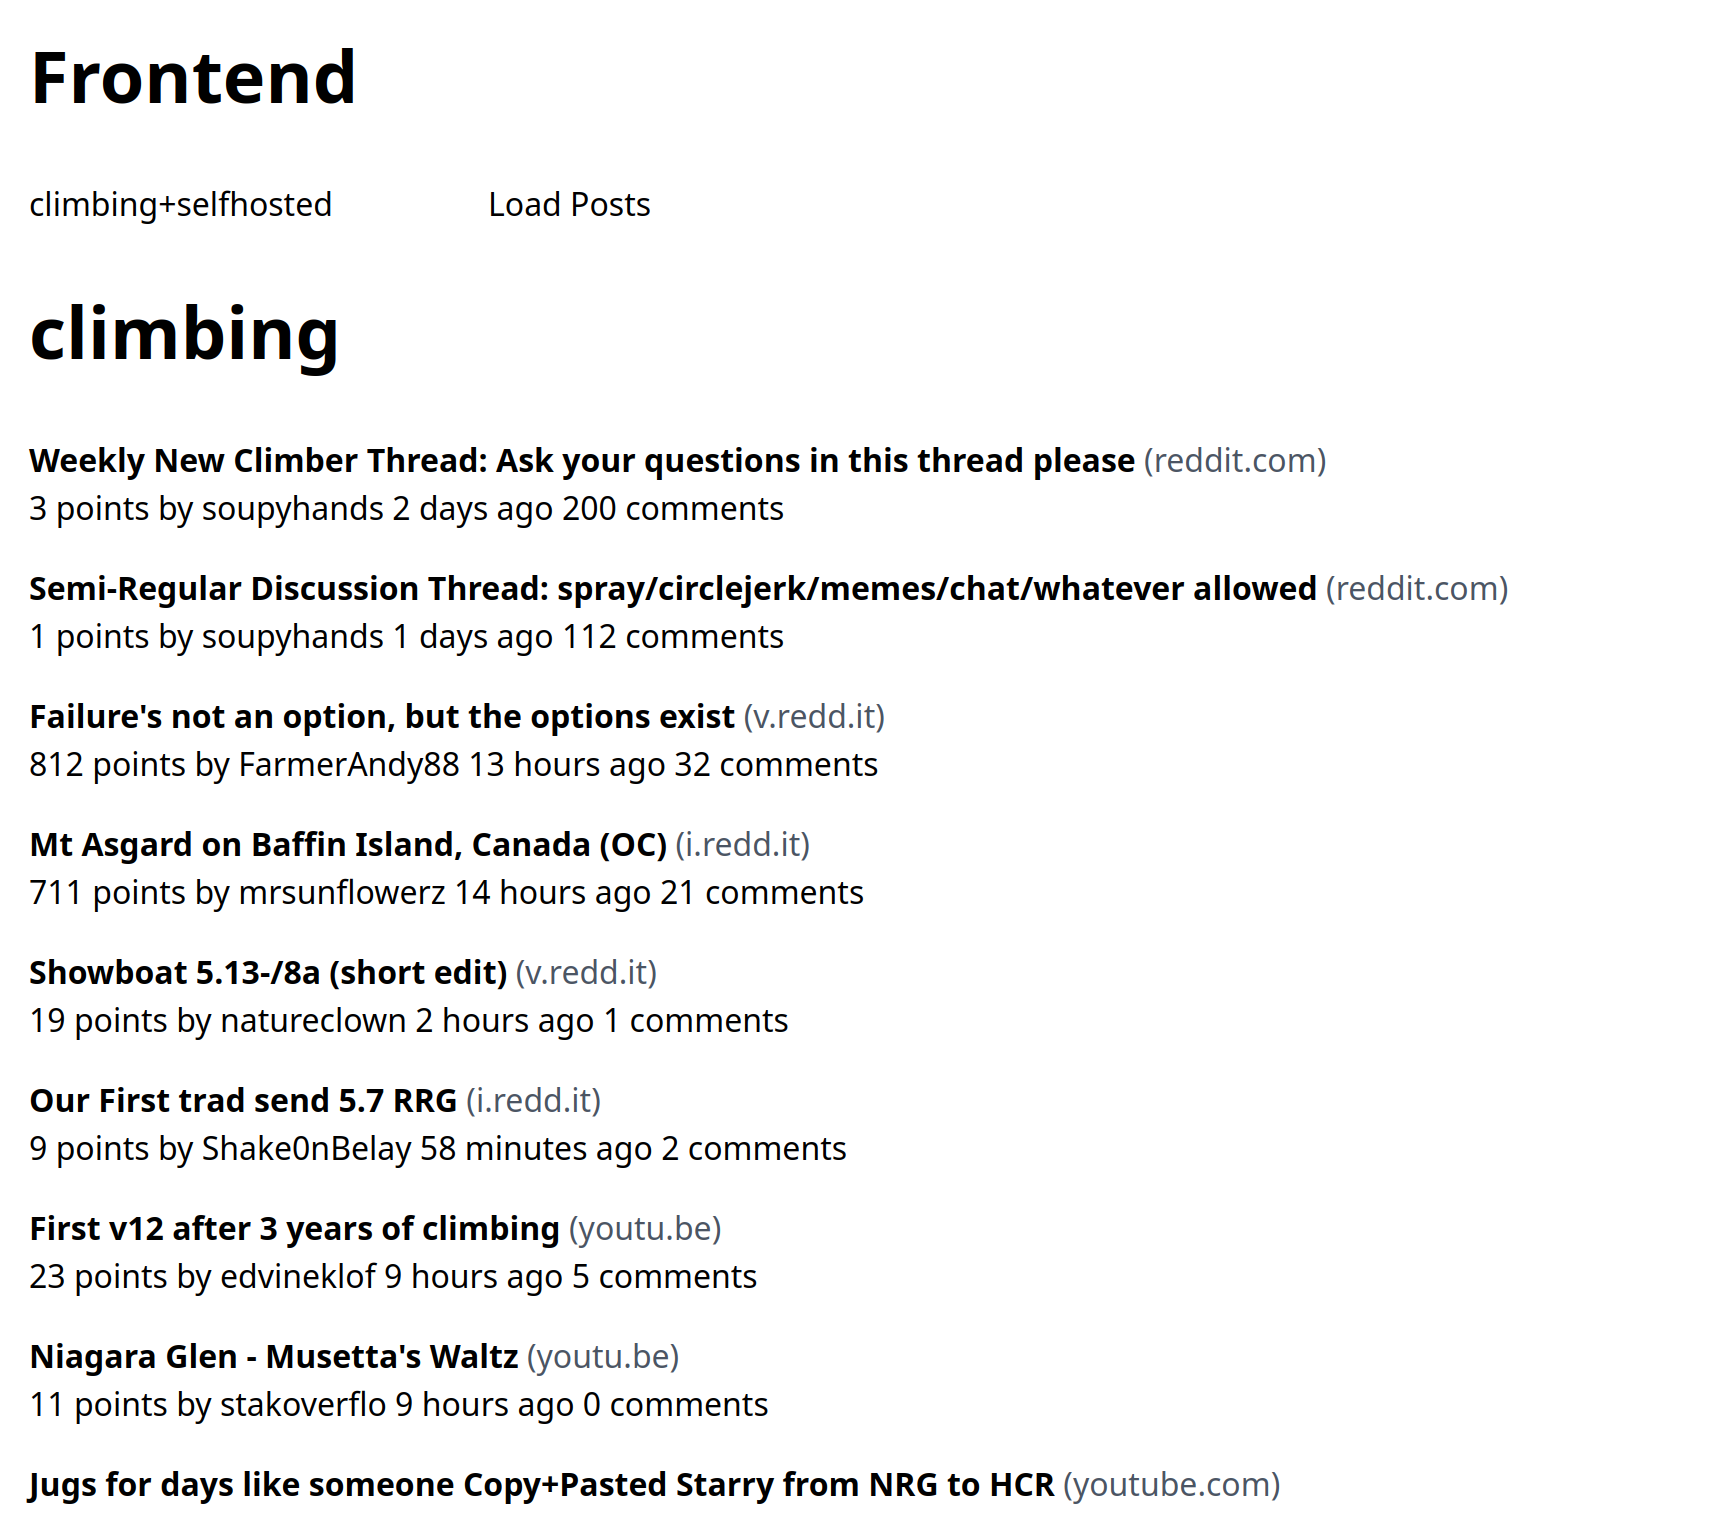 Frontend
climbing+selfhosted Load Posts
climbing
Weekly New Climber Thread: Ask your questions in this thread please (reddit.com)
3 points by soupyhands 2 days ago 200 comments
Semi-Regular Discussion Thread: spray/circlejerk/memes/chat/whatever allowed (reddit.com)
1 points by soupyhands 1 days ago 112 comments
Failure's not an option, but the options exist (v.redd.it)
812 points by FarmerAndy88 13 hours ago 32 comments
Mt Asgard on Baffin Island, Canada (OC) (i.redd.it)
711 points by mrsunflowerz 14 hours ago 21 comments
Showboat 5.13-/8a (short edit) (v.redd.it)
19 points by natureclown 2 hours ago 1 comments
Our First trad send 5.7 RRG (i.redd.it)
9 points by Shake0nBelay 58 minutes ago 2 comments
First v12 after 3 years of climbing (youtu.be)
23 points by edvineklof 9 hours ago 5 comments
Niagara Glen - Musetta's Waltz (youtu.be)
11 points by stakoverflo 9 hours ago 0 comments
Jugs for days like someone Copy+Pasted Starry from NRG to HCR (youtube.com)